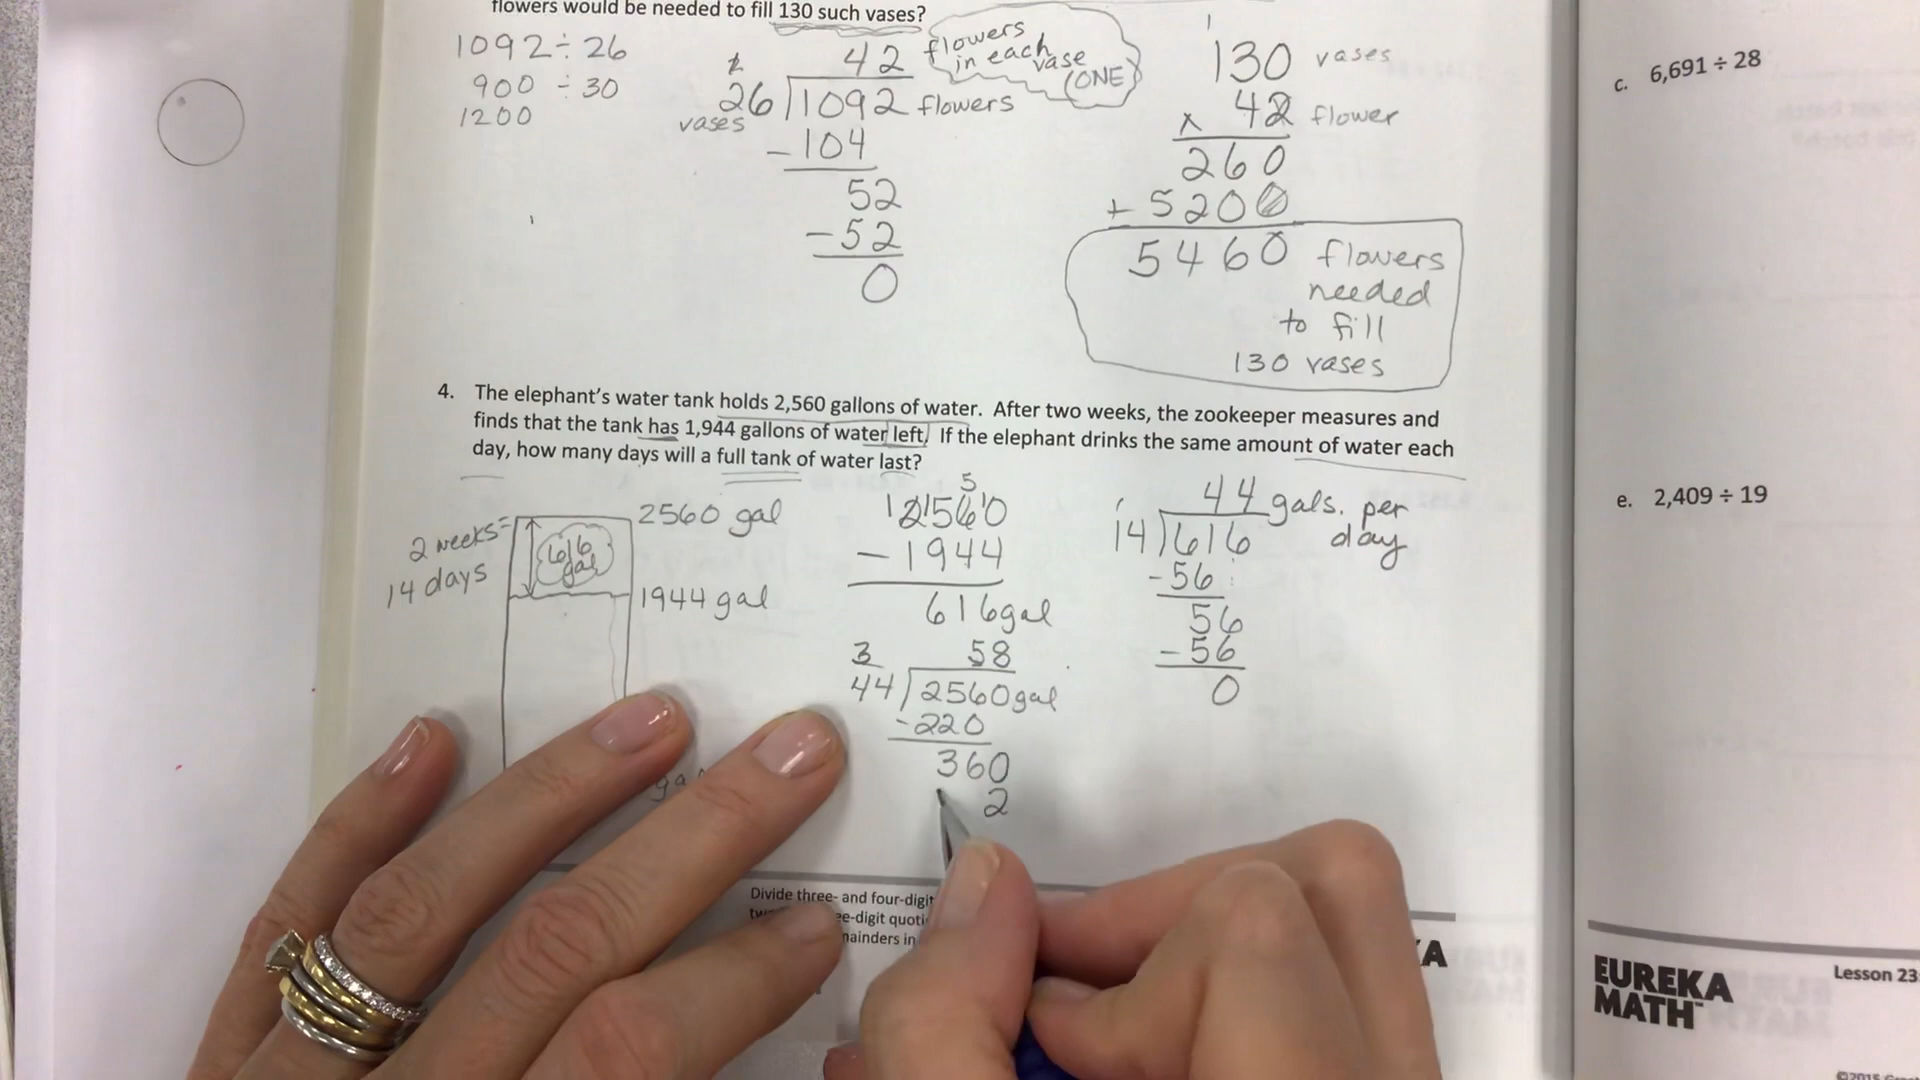 flowers would be needed to fill 130 such vases?
1092 ÷ 26
900 ÷ 30
1200
42 flowers in each vase (ONE)
26 1092 flowers
vases
- 104
52
- 52
0
130 vases
x 42 flower
260
+ 5200
5460 flowers
needed
to fill
130 vases
4. The elephant's water tank holds 2,560 gallons of water. After two weeks, the zookeeper measures and
finds that the tank has 1,944 gallons of water left. If the elephant drinks the same amount of water each
day, how many days will a full tank of water last?
2 weeks=
14 days
616
gal
2560 gal
1944 gal
2560
- 1944
616 gal
3 58
44 2560 gal
- 220
360
2
44 gals. per
day
14 616
- 56
56
- 56
0
Divide three- and four-digit
c. 6,691 ÷ 28
e. 2,409 ÷ 19
EUREKA
MATH
Lesson 23